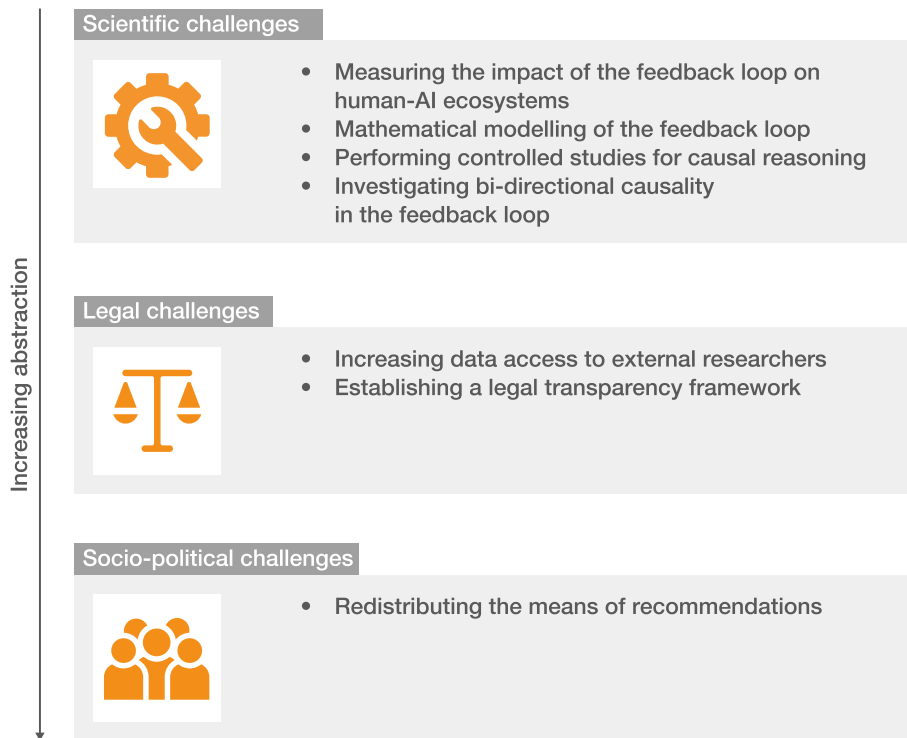 Scientific challenges
• Measuring the impact of the feedback loop on
human-AI ecosystems
• Mathematical modelling of the feedback loop
• Performing controlled studies for causal reasoning
• Investigating bi-directional causality
in the feedback loop
Increasing abstraction
Legal challenges
• Increasing data access to external researchers
• Establishing a legal transparency framework
Socio-political challenges
• Redistributing the means of recommendations